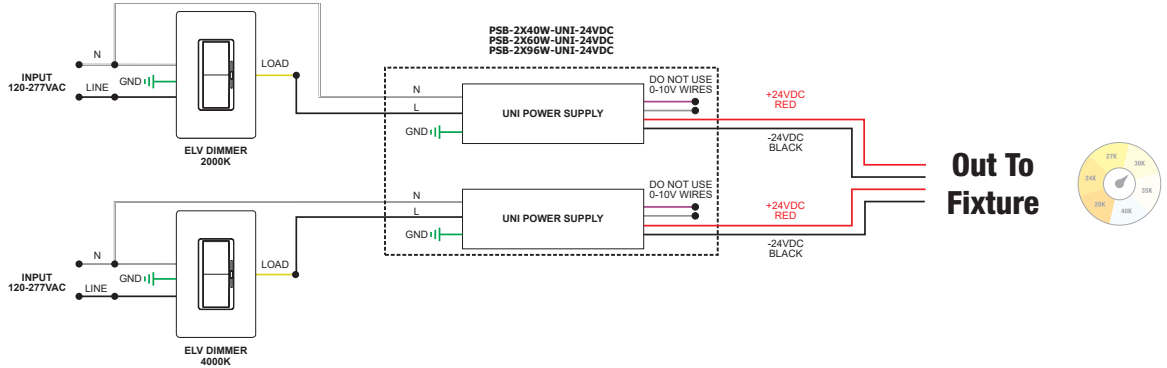 PSB-2X40W-UNI-24VDC
PSB-2X60W-UNI-24VDC
PSB-2X96W-UNI-24VDC
N
INPUT
120-277VAC
LINE
GND
LOAD
ELV DIMMER
2000K
N
L
GND
UNI POWER SUPPLY
DO NOT USE
0-10V WIRES
+24VDC
RED
-24VDC
BLACK
N
INPUT
120-277VAC
LINE
GND
LOAD
ELV DIMMER
4000K
N
L
GND
UNI POWER SUPPLY
DO NOT USE
0-10V WIRES
+24VDC
RED
-24VDC
BLACK
Out To
Fixture
27K
30K
24K
35K
20K
40K